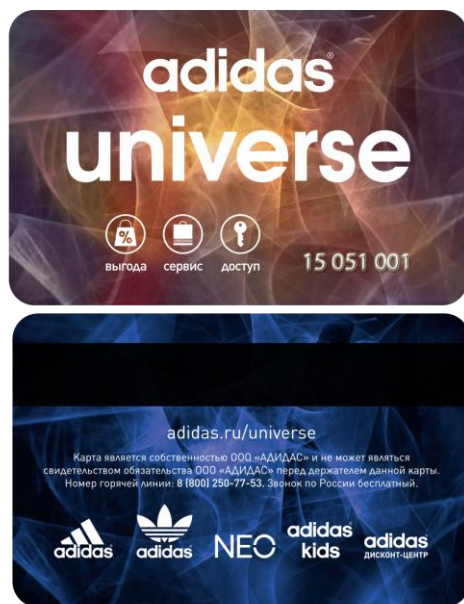 adidas®
universe
выгода сервис доступ
15 051 001
adidas.ru/universe
Карта является собственностью ООО «АДИДАС» и не может являться
свидетельством обязательства ООО «АДИДАС» перед держателем данной карты.
Номер горячей линии: 8 (800) 250-77-53. Звонок по России бесплатный.
adidas adidas NEO adidas® kids adidas ДИСКОНТ-ЦЕНТР